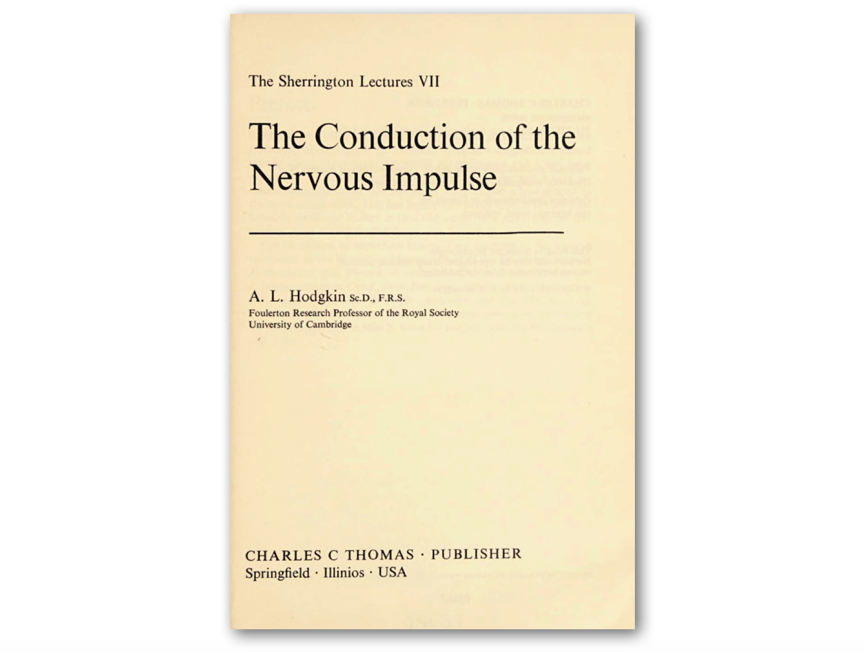 The Sherrington Lectures VII
The Conduction of the
Nervous Impulse
A. L. Hodgkin Sc.D., F.R.S.
Foulerton Research Professor of the Royal Society
University of Cambridge
CHARLES C THOMAS · PUBLISHER
Springfield · Illinios · USA